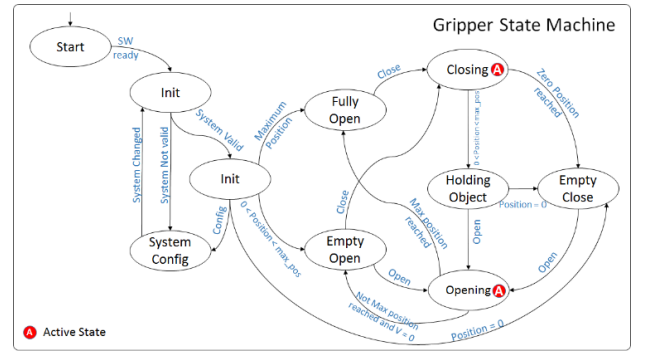 Gripper State Machine
Start
SW
ready
Init
System Changed
System Not valid
System Valid
Init
System
Config
Config
Maximum
Position
0 < Position < max_pos
Fully
Open
Close
Closing A
Zero Position
reached
0 < Position < max_pos
Holding
Object
Position = 0
Empty
Close
Close
Max position
reached
Open
Open
Empty
Open
Open
Opening A
Not Max position
reached and V = 0
Position = 0
A Active State